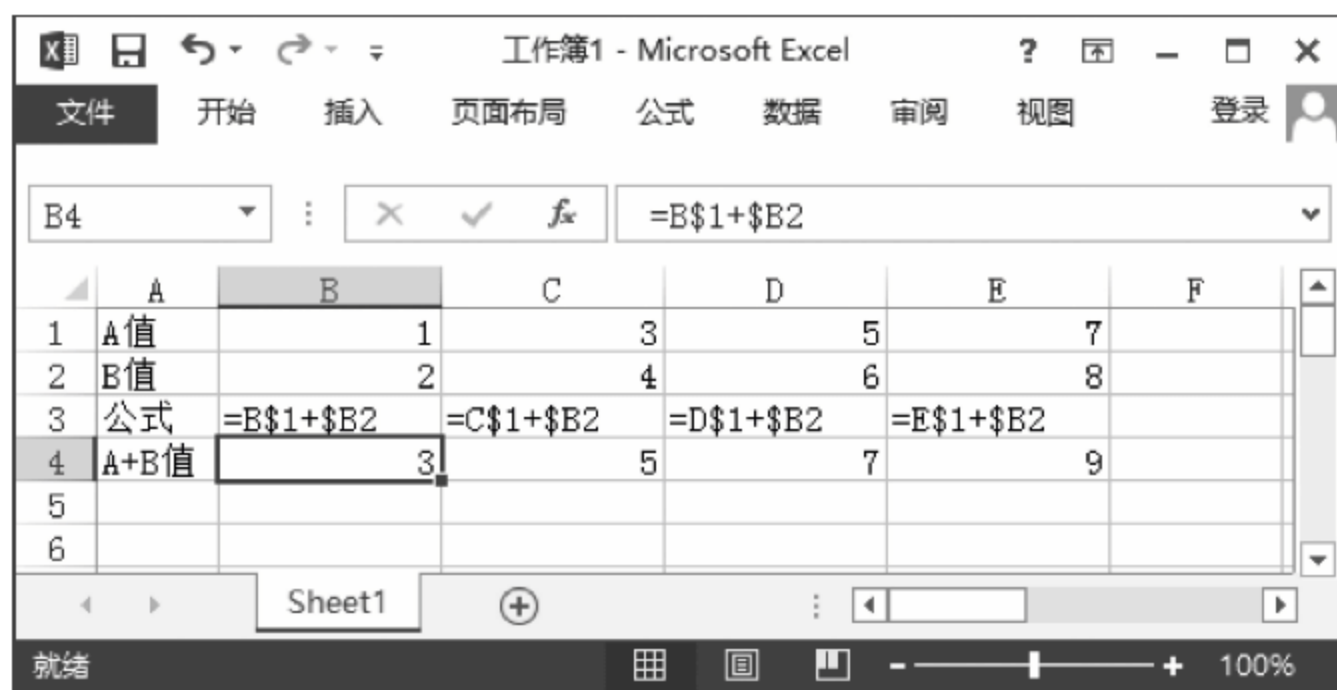 工作簿1 - Microsoft Excel ?
文件 开始 插入 页面布局 公式 数据 审阅 视图 登录
B4 fx =B$1+$B2
A B C D E F
1 A值 1 3 5 7
2 B值 2 4 6 8
3 公式 =B$1+$B2 =C$1+$B2 =D$1+$B2 =E$1+$B2
4 A+B值 3 5 7 9
5
6
Sheet1
就绪 100%